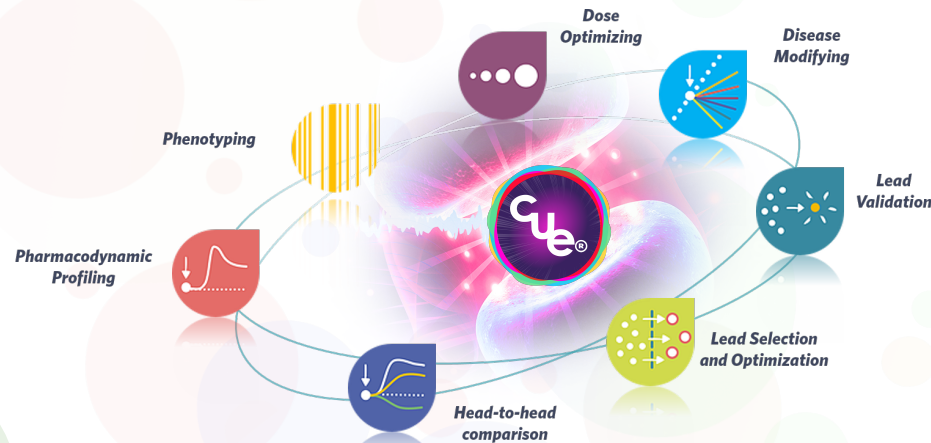 Dose
Optimizing
Disease
Modifying
Phenotyping
Lead
Validation
cue®
Pharmacodynamic
Profiling
Lead Selection
and Optimization
Head-to-head
comparison